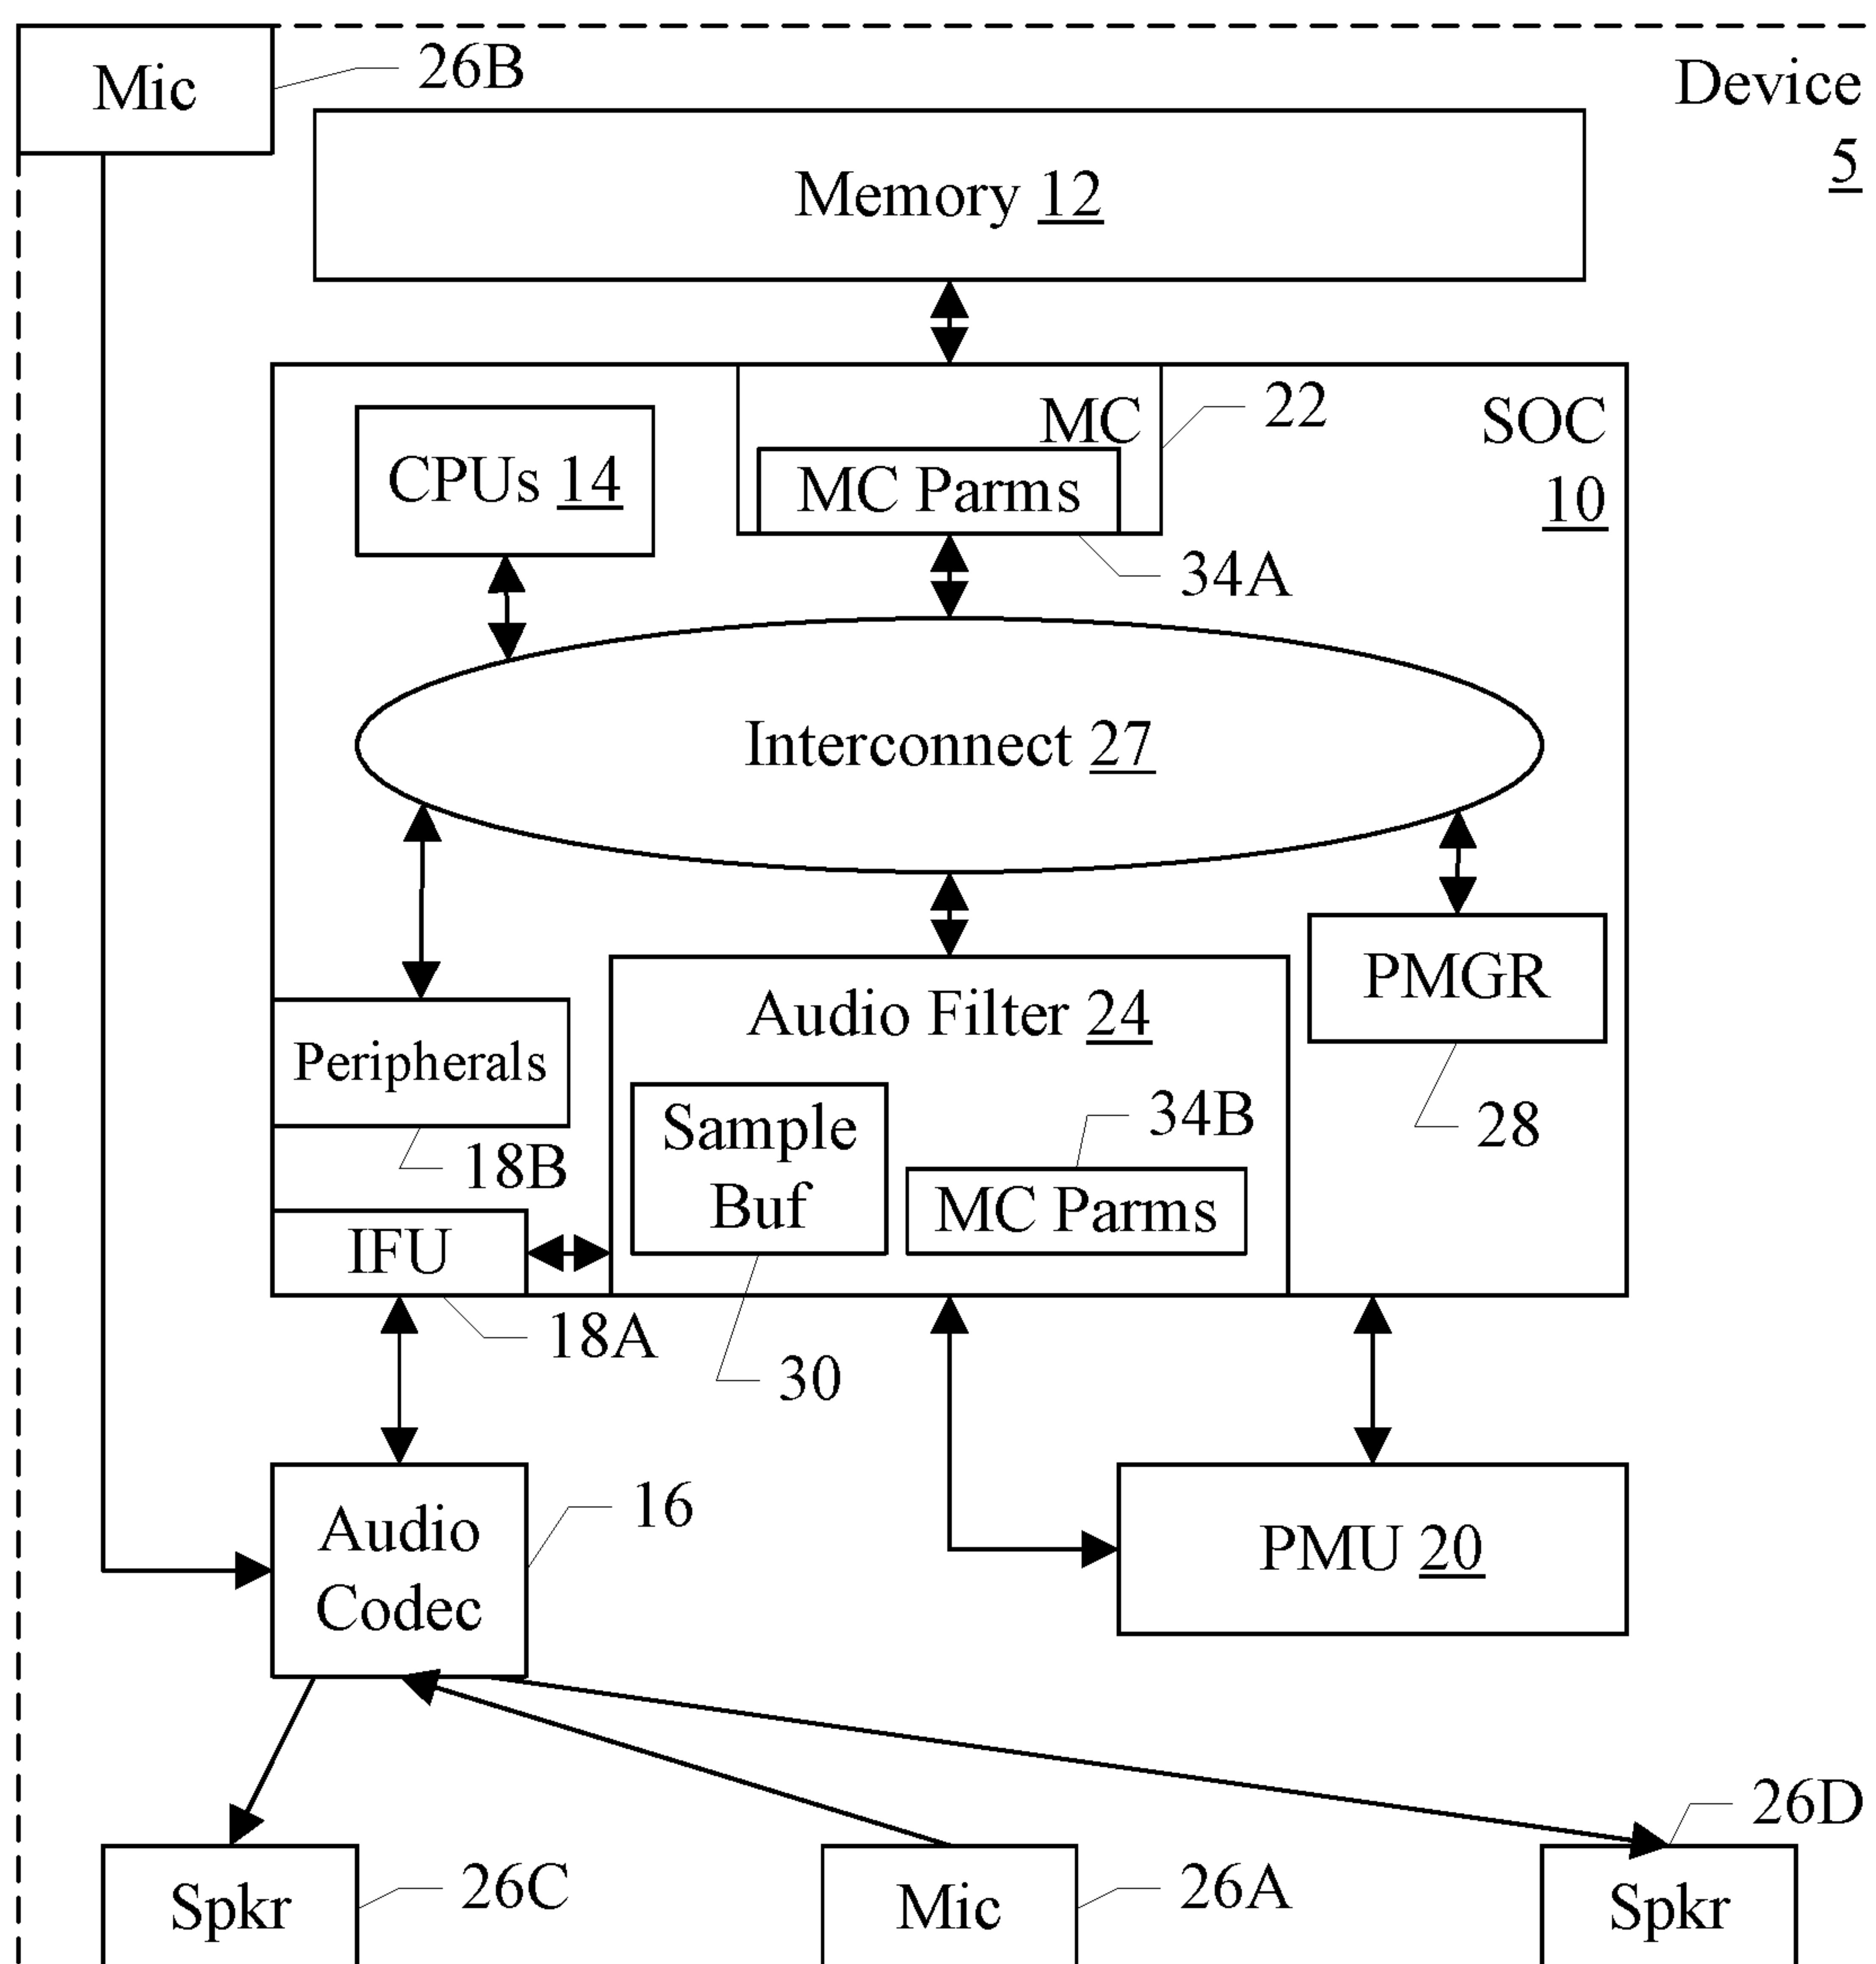 Mic
26B
Device
5
Memory 12
MC
22
SOC
10
CPUs 14
MC Parms
34A
Interconnect 27
PMGR
28
Peripherals
18B
Audio Filter 24
Sample
Buf
30
34B
MC Parms
IFU
18A
Audio
Codec
16
PMU 20
26D
Spkr
26C
Mic
26A
Spkr